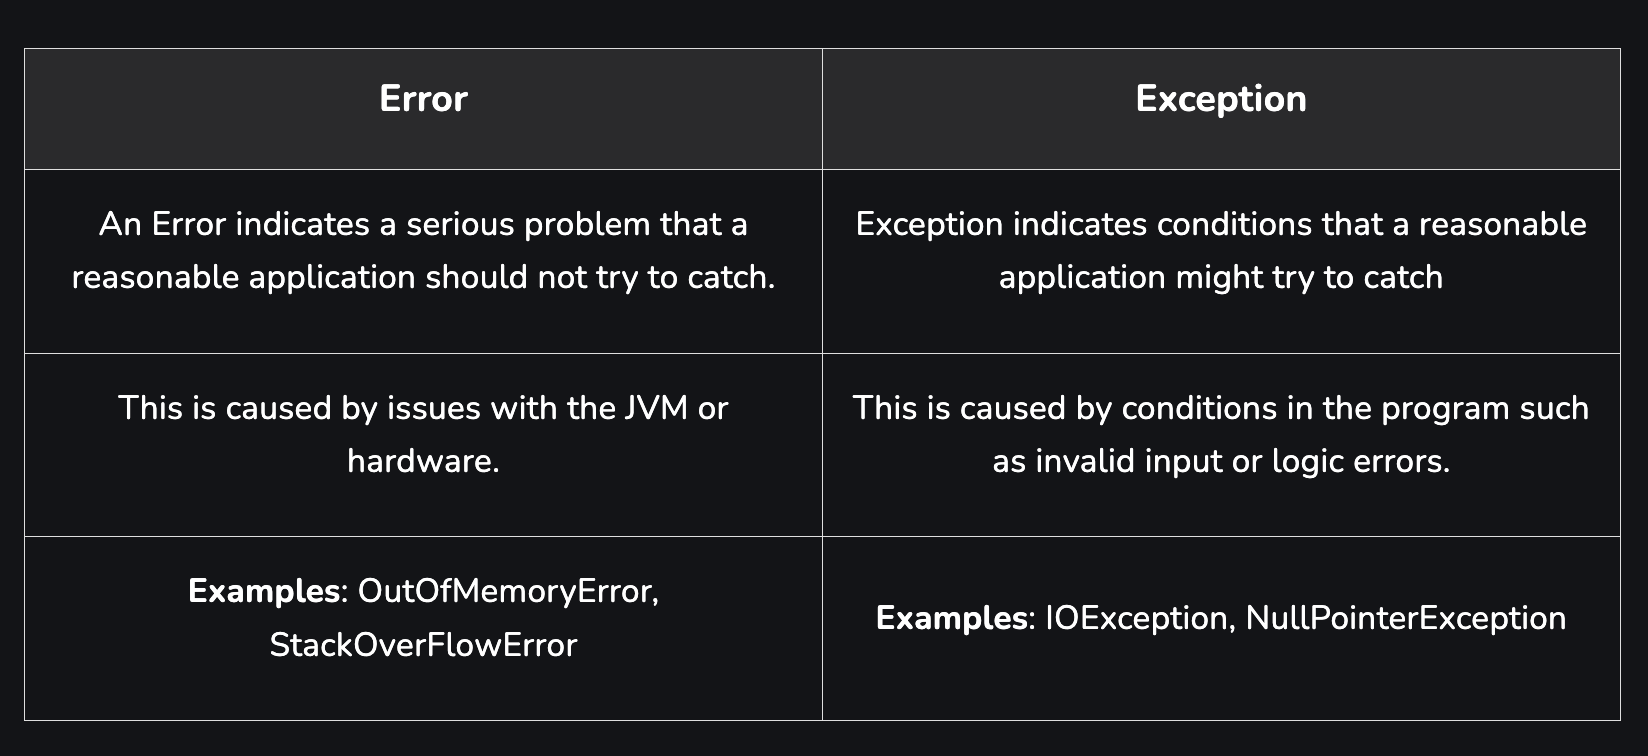 Error
Exception
An Error indicates a serious problem that a
reasonable application should not try to catch.
Exception indicates conditions that a reasonable
application might try to catch
This is caused by issues with the JVM or
hardware.
This is caused by conditions in the program such
as invalid input or logic errors.
Examples: OutOfMemoryError,
StackOverFlowError
Examples: IOException, NullPointerException